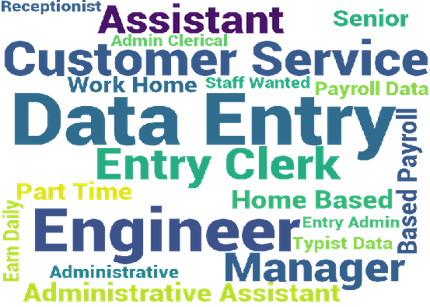 Receptionist
Assistant
Senior
Admin Clerical
Customer Service
Work Home
Staff Wanted
Payroll Data
Data Entry
Based Payroll
Entry Clerk
Part Time
Home Based
Earn Daily
Engineer
Entry Admin
Typist Data
Administrative
Manager
Administrative Assistant